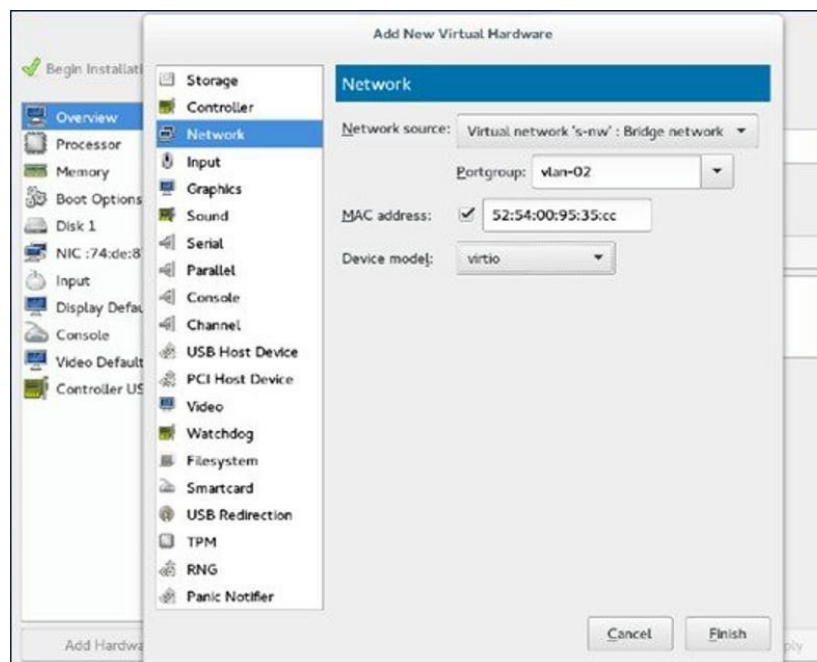 Add New Virtual Hardware
Begin Installati
Overview
Processor
Memory
Boot Options
Disk 1
NIC :74:de:8
Input
Display Defau
Console
Video Default
Controller US
Add Hardwa
Storage
Controller
Network
Input
Graphics
Sound
Serial
Parallel
Console
Channel
USB Host Device
PCI Host Device
Video
Watchdog
Filesystem
Smartcard
USB Redirection
TPM
RNG
Panic Notifier
Network
Network source: Virtual network 's-nw' : Bridge network
Portgroup: vlan-02
MAC address: 52:54:00:95:35:cc
Device model: virtio
Cancel Finish
ply